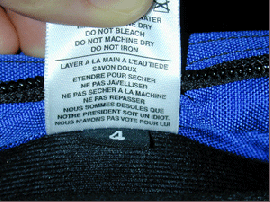 WATER
DO NOT BLEACH
DO NOT MACHINE DRY
DO NOT IRON
LAVER À LA MAIN À L'EAU TIEDE
SAVON DOUX
ETENDRE POUR SECHER
NE PAS JAVELLISER
NE PAS SECHER A LA MACHINE
NE PAS REPASSER
NOUS SOMMES DESOLES QUE
NOTRE PRESIDENT SOIT UN IDIOT.
NOUS N'AVONS PAS VOTE POUR LUI
4